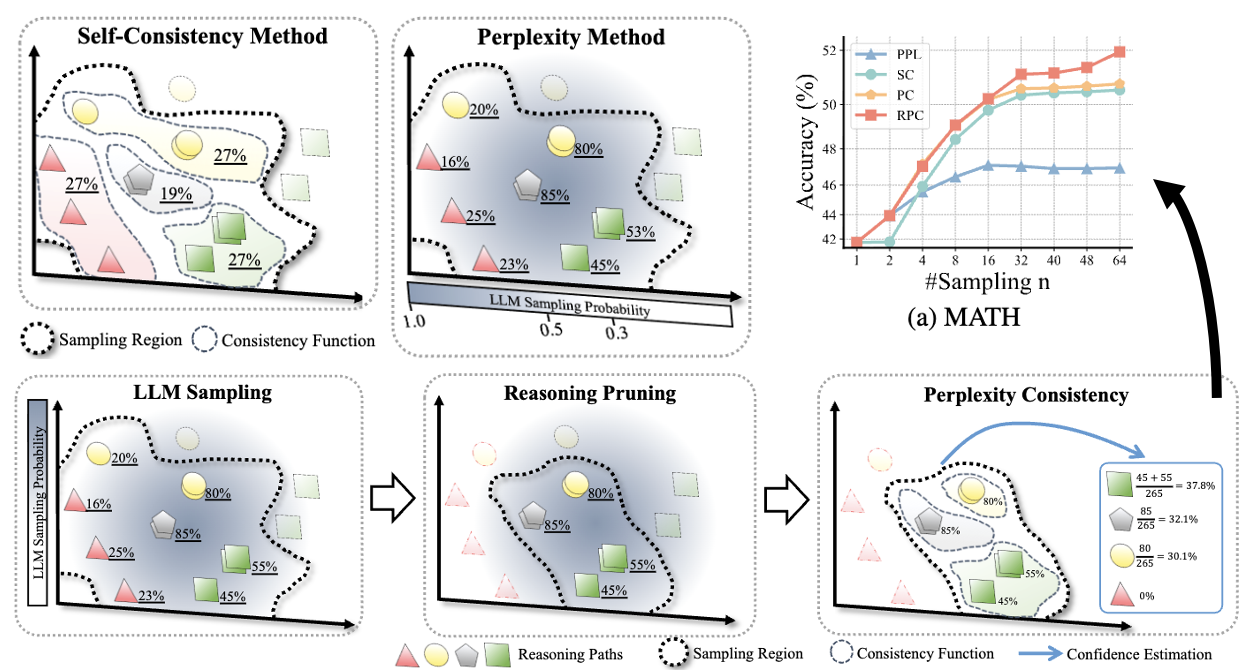 Self-Consistency Method
27%
27%
19%
27%
Sampling Region
Consistency Function
Perplexity Method
20%
80%
16%
85%
25%
53%
23%
45%
LLM Sampling Probability
1.0
0.5
0.3
Accuracy (%)
52
50
48
46
44
42
PPL
SC
PC
RPC
1 2 4 8 16 32 40 48 64
#Sampling n
(a) MATH
LLM Sampling
LLM Sampling Probability
20%
80%
16%
85%
25%
55%
23%
45%
Reasoning Pruning
80%
85%
55%
45%
Perplexity Consistency
80%
85%
55%
45%
45 + 55
265
= 37.8%
85
265
= 32.1%
80
265
= 30.1%
0%
Reasoning Paths
Sampling Region
Consistency Function
Confidence Estimation